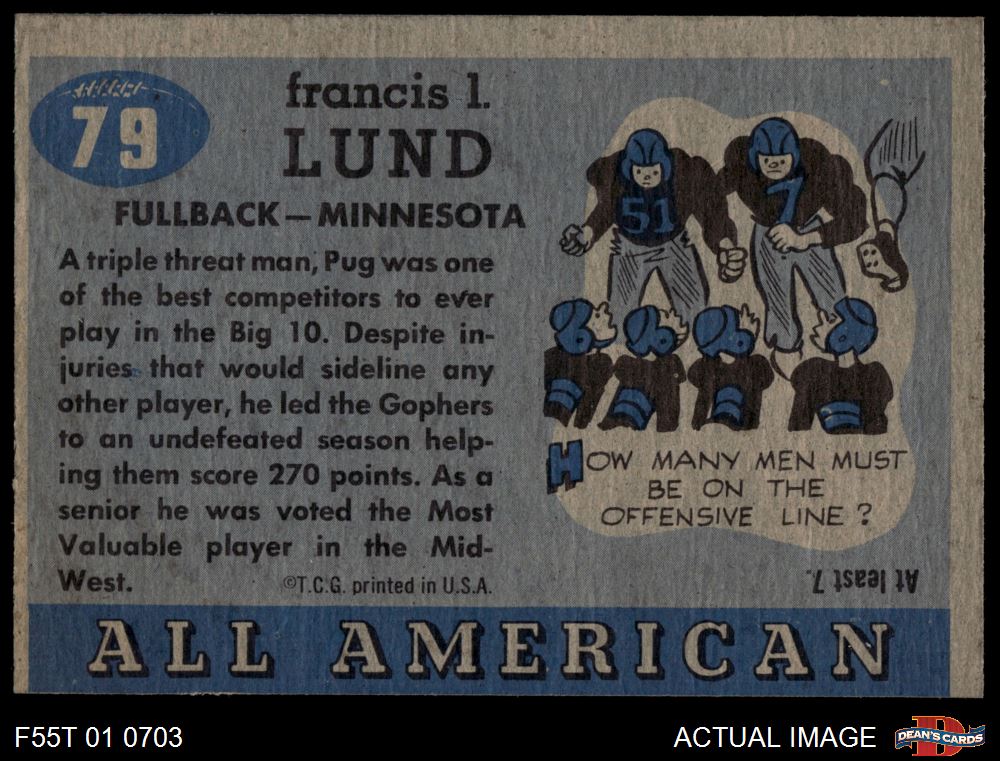 79
francis l.
LUND
FULLBACK — MINNESOTA
A triple threat man, Pug was one
of the best competitors to ever
play in the Big 10. Despite in-
juries that would sideline any
other player, he led the Gophers
to an undefeated season help-
ing them score 270 points. As a
senior he was voted the Most
Valuable player in the Mid-
West.
©T.C.G. printed in U.S.A.
51
7
HOW MANY MEN MUST
BE ON THE
OFFENSIVE LINE?
At least 7.
ALL AMERICAN
F55T 01 0703
ACTUAL IMAGE
DEAN'S CARDS